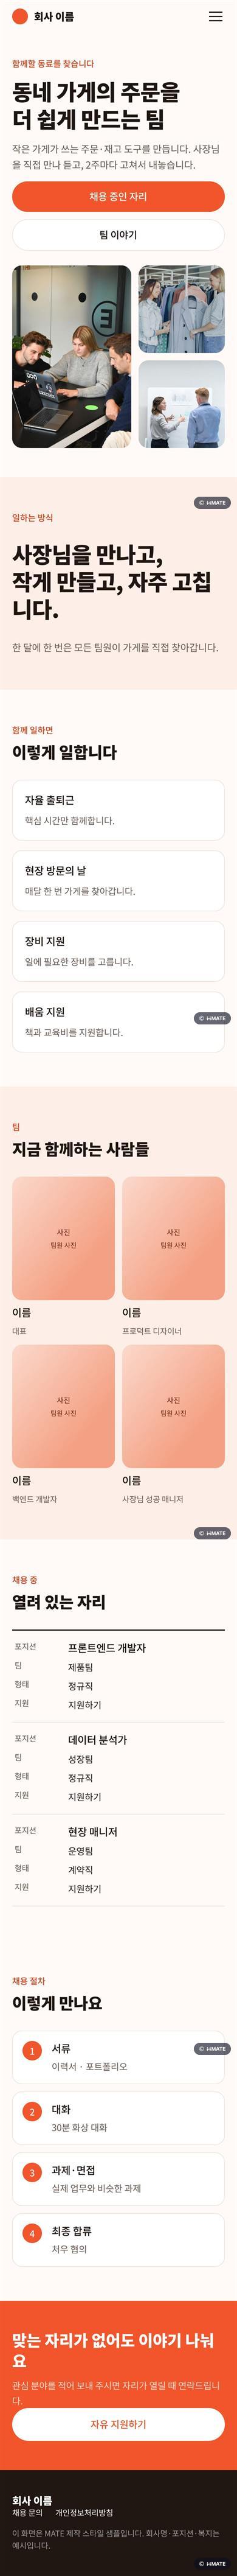 회사 이름
함께할 동료를 찾습니다
동네 가게의 주문을
더 쉽게 만드는 팀
작은 가게가 쓰는 주문·재고 도구를 만듭니다. 사장님
을 직접 만나 듣고, 2주마다 고쳐서 내놓습니다.
채용 중인 자리
팀 이야기
© MATE
일하는 방식
사장님을 만나고,
작게 만들고, 자주 고칩
니다.
한 달에 한 번은 모든 팀원이 가게를 직접 찾아갑니다.
함께 일하면
이렇게 일합니다
자율 출퇴근
핵심 시간만 함께합니다.
현장 방문의 날
매달 한 번 가게를 찾아갑니다.
장비 지원
일에 필요한 장비를 고릅니다.
배움 지원
© MATE
책과 교육비를 지원합니다.
팀
지금 함께하는 사람들
사진
팀원 사진
사진
팀원 사진
이름
대표
이름
프로덕트 디자이너
사진
팀원 사진
사진
팀원 사진
이름
백엔드 개발자
이름
사장님 성공 매니저
© MATE
채용 중
열려 있는 자리
포지션 프론트엔드 개발자
팀 제품팀
형태 정규직
지원 지원하기
포지션 데이터 분석가
팀 성장팀
형태 정규직
지원 지원하기
포지션 현장 매니저
팀 운영팀
형태 계약직
지원 지원하기
채용 절차
이렇게 만나요
1 서류
© MATE
이력서 · 포트폴리오
2 대화
30분 화상 대화
3 과제·면접
실제 업무와 비슷한 과제
4 최종 합류
처우 협의
맞는 자리가 없어도 이야기 나눠
요
관심 분야를 적어 보내 주시면 자리가 열릴 때 연락드립니
다.
자유 지원하기
회사 이름
채용 문의 개인정보처리방침
이 화면은 MATE 제작 스타일 샘플입니다. 회사명·포지션·복지는
예시입니다.
© MATE